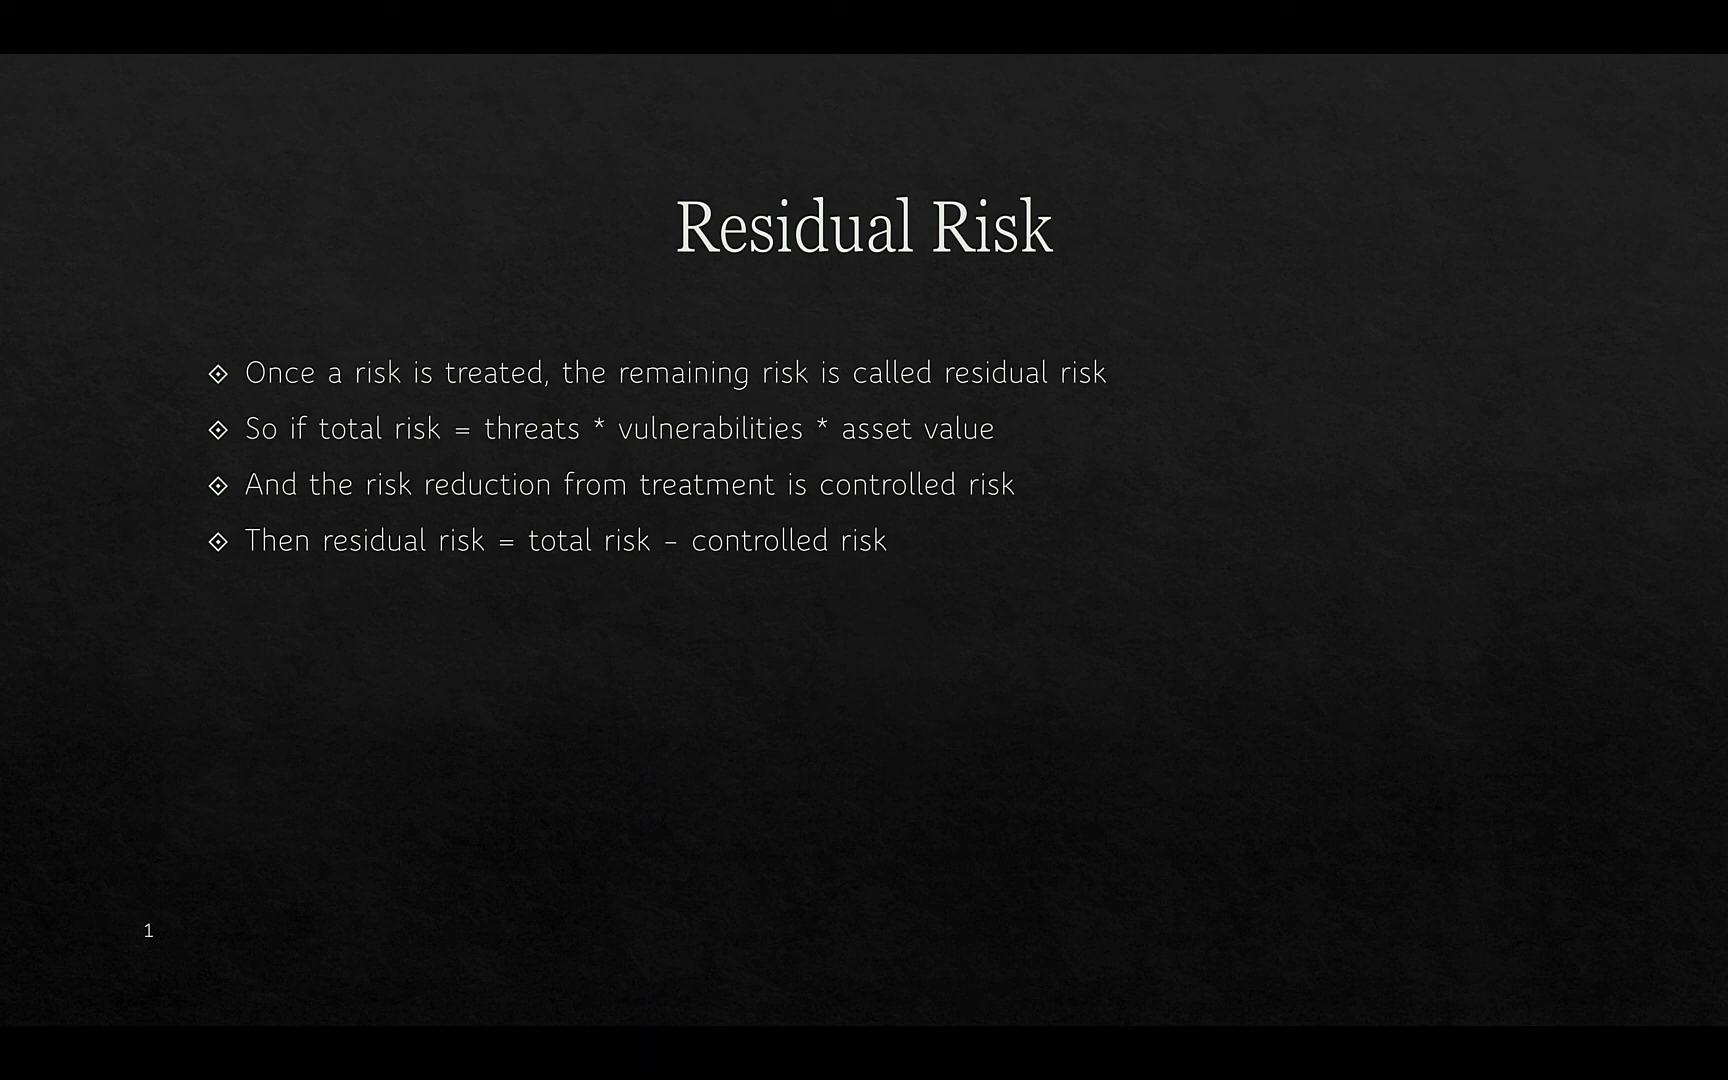 Residual Risk
Once a risk is treated, the remaining risk is called residual risk
So if total risk = threats * vulnerabilities * asset value
And the risk reduction from treatment is controlled risk
Then residual risk = total risk – controlled risk
1